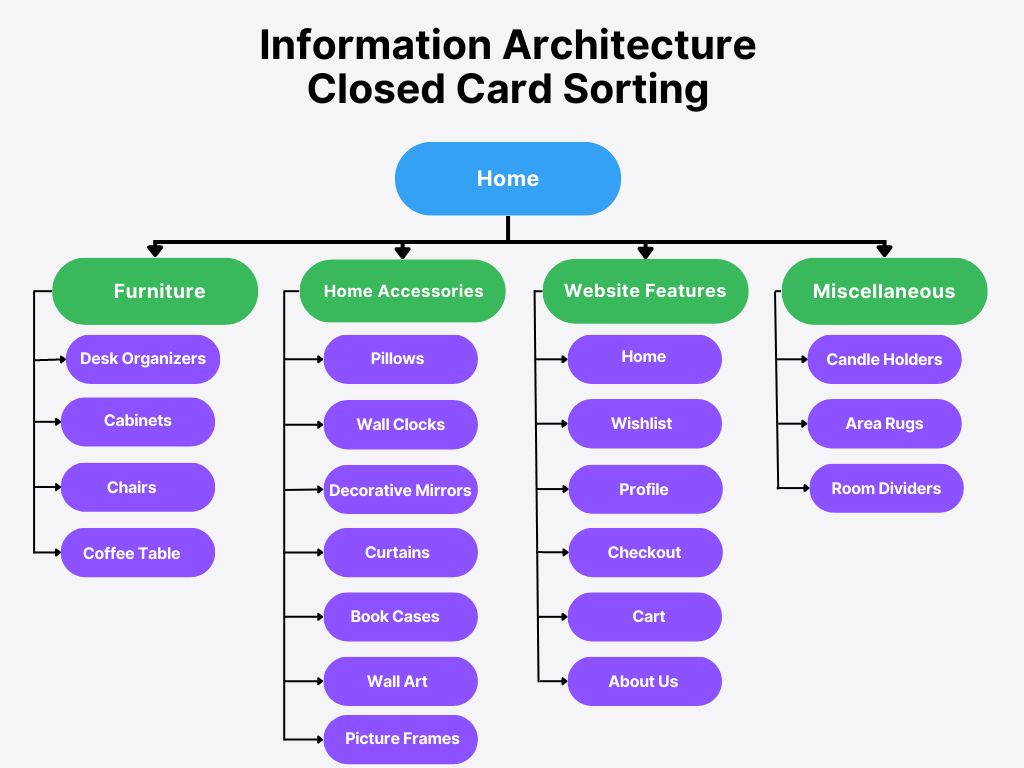 Information Architecture
Closed Card Sorting
Home
Furniture
Desk Organizers
Cabinets
Chairs
Coffee Table
Home Accessories
Pillows
Wall Clocks
Decorative Mirrors
Curtains
Book Cases
Wall Art
Picture Frames
Website Features
Home
Wishlist
Profile
Checkout
Cart
About Us
Miscellaneous
Candle Holders
Area Rugs
Room Dividers